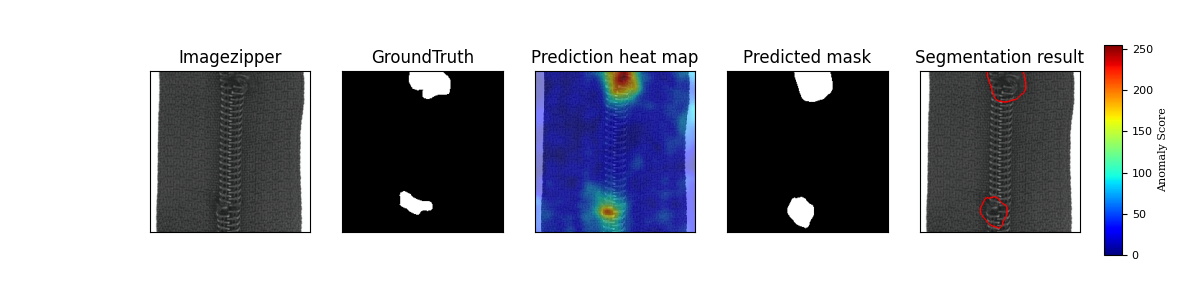 Imagezipper
GroundTruth
Prediction heat map
Predicted mask
Segmentation result
250
200
150
100
50
0
Anomaly Score